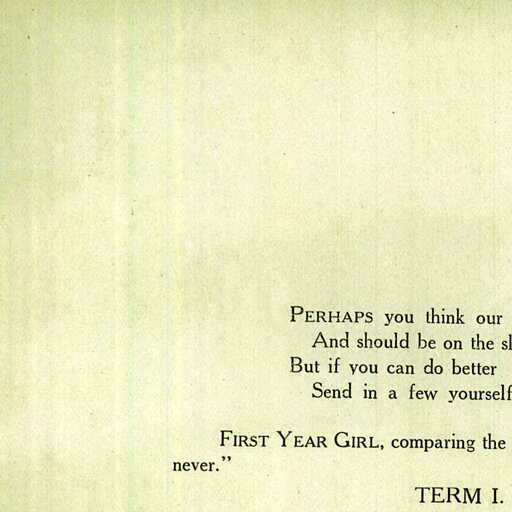 PERHAPS you think our
And should be on the
But if you can do better
Send in a few yourself
FIRST YEAR GIRL, comparing the
never."
TERM I.